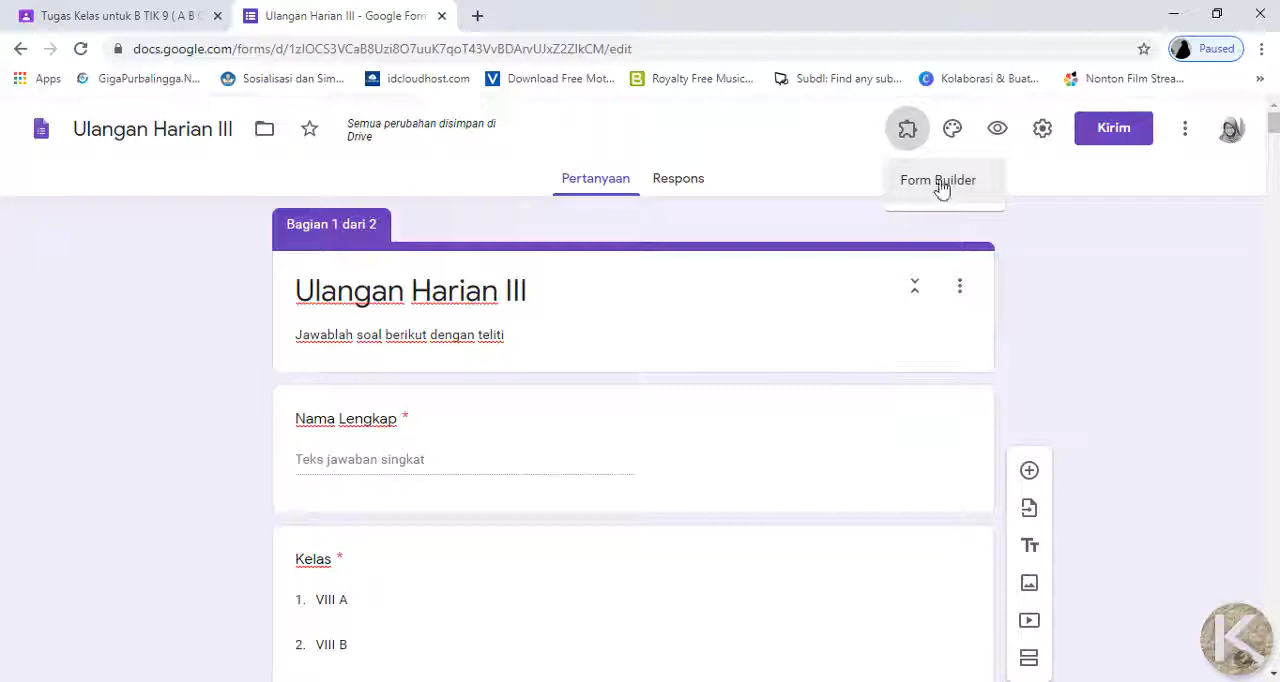 Tugas Kelas untuk B TIK 9 ( A B C
Ulangan Harian III - Google Form
docs.google.com/forms/d/1zIOCS3VCaB8Uzi8O7uuK7qoT43VvBDArvUJxZ2ZIkCM/edit
Paused
Apps
GigaPurbalingga.N...
Sosialisasi dan Sim...
idcloudhost.com
Download Free Mot...
Royalty Free Music...
Subdl: Find any sub...
Kolaborasi & Buat...
Nonton Film Strea...
Ulangan Harian III
Semua perubahan disimpan di
Drive
Kirim
Pertanyaan
Respons
Form Builder
Bagian 1 dari 2
Ulangan Harian III
Jawablah soal berikut dengan teliti
Nama Lengkap *
Teks jawaban singkat
Kelas *
1. VIII A
2. VIII B
Tт
K